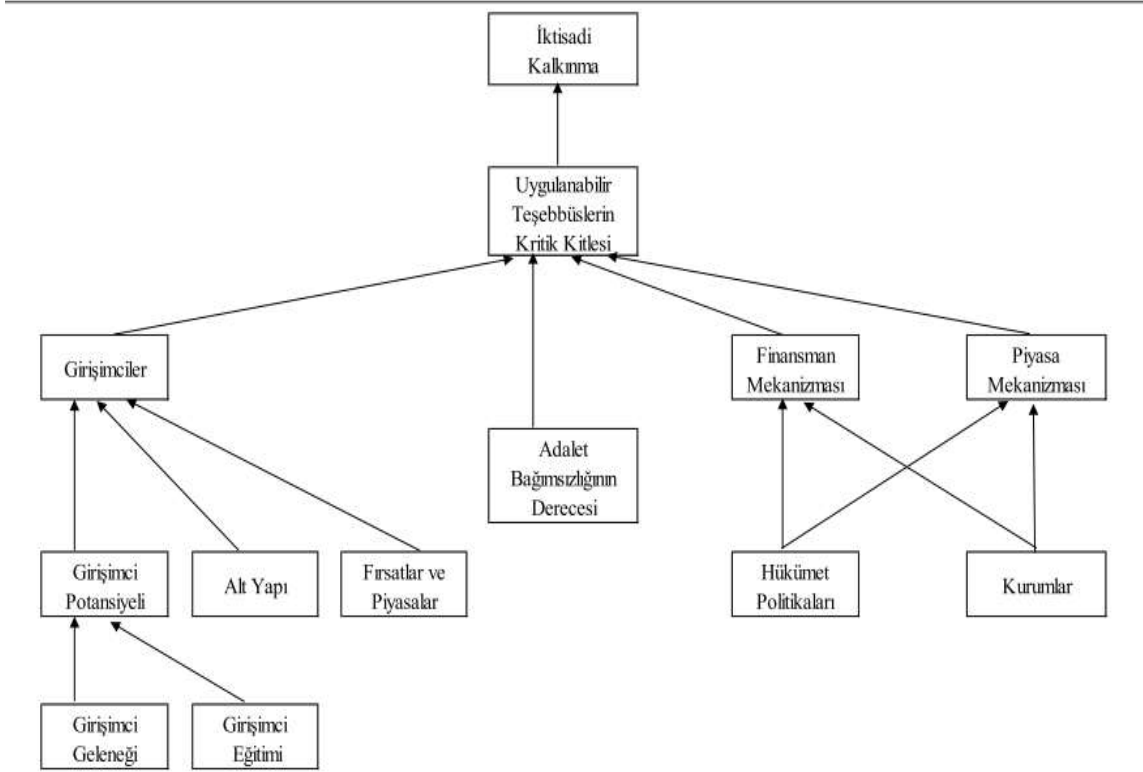 İktisadi
Kalkınma
Uygulanabilir
Teşebbüslerin
Kritik Kitlesi
Girişimciler
Finansman
Mekanizması
Piyasa
Mekanizması
Adalet
Bağımsızlığının
Derecesi
Girişimci
Potansiyeli
Alt Yapı
Fırsatlar ve
Piyasalar
Hükümet
Politikaları
Kurumlar
Girişimci
Geleneği
Girişimci
Eğitimi